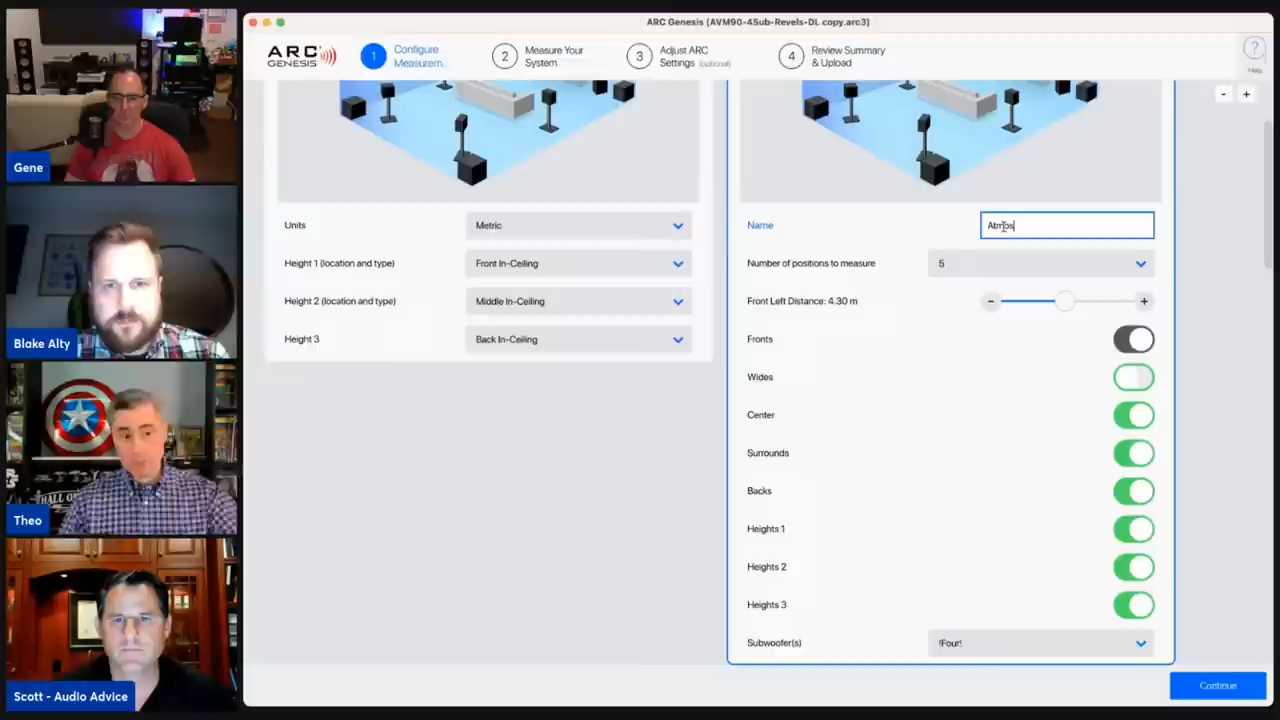 ARC Genesis (AVM90-4Sub-Revels-DL copy.arc3)
ARC
GENESIS
1
Configure
Measurem..
2
Measure Your
System
3
Adjust ARC
Settings (optional)
4
Review Summary
& Upload
?
Help
- +
Units
Metric
Height 1 (location and type)
Front In-Ceiling
Height 2 (location and type)
Middle In-Ceiling
Height 3
Back In-Ceiling
Name
Atmos
Number of positions to measure
5
Front Left Distance: 4.30 m
- +
Fronts
Wides
Center
Surrounds
Backs
Heights 1
Heights 2
Heights 3
Subwoofer(s)
!Four!
Continue
Gene
Blake Alty
Theo
Scott - Audio Advice